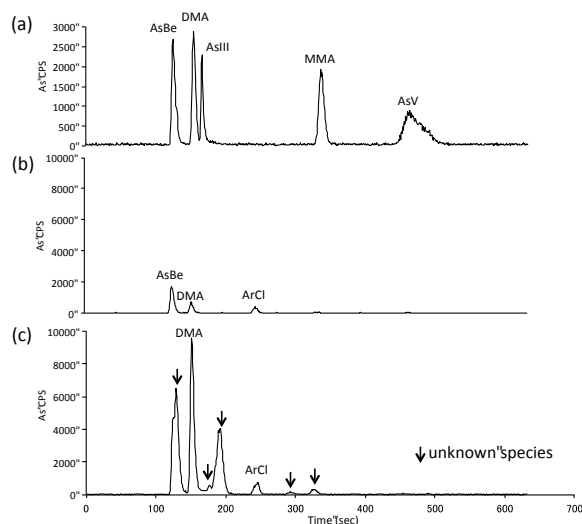 (a)
DMA
AsBe
AsIII
MMA
AsV
As"CPS
3000"
2500"
2000"
1500"
1000"
500"
0"
(b)
As"CPS
10000"
8000"
6000"
4000"
2000"
0"
AsBe
DMA
ArCl
(c)
As"CPS
10000"
8000"
6000"
4000"
2000"
0"
DMA
ArCl
unknown"species
0 100 200 300 400 500 600 700
Time"(sec)